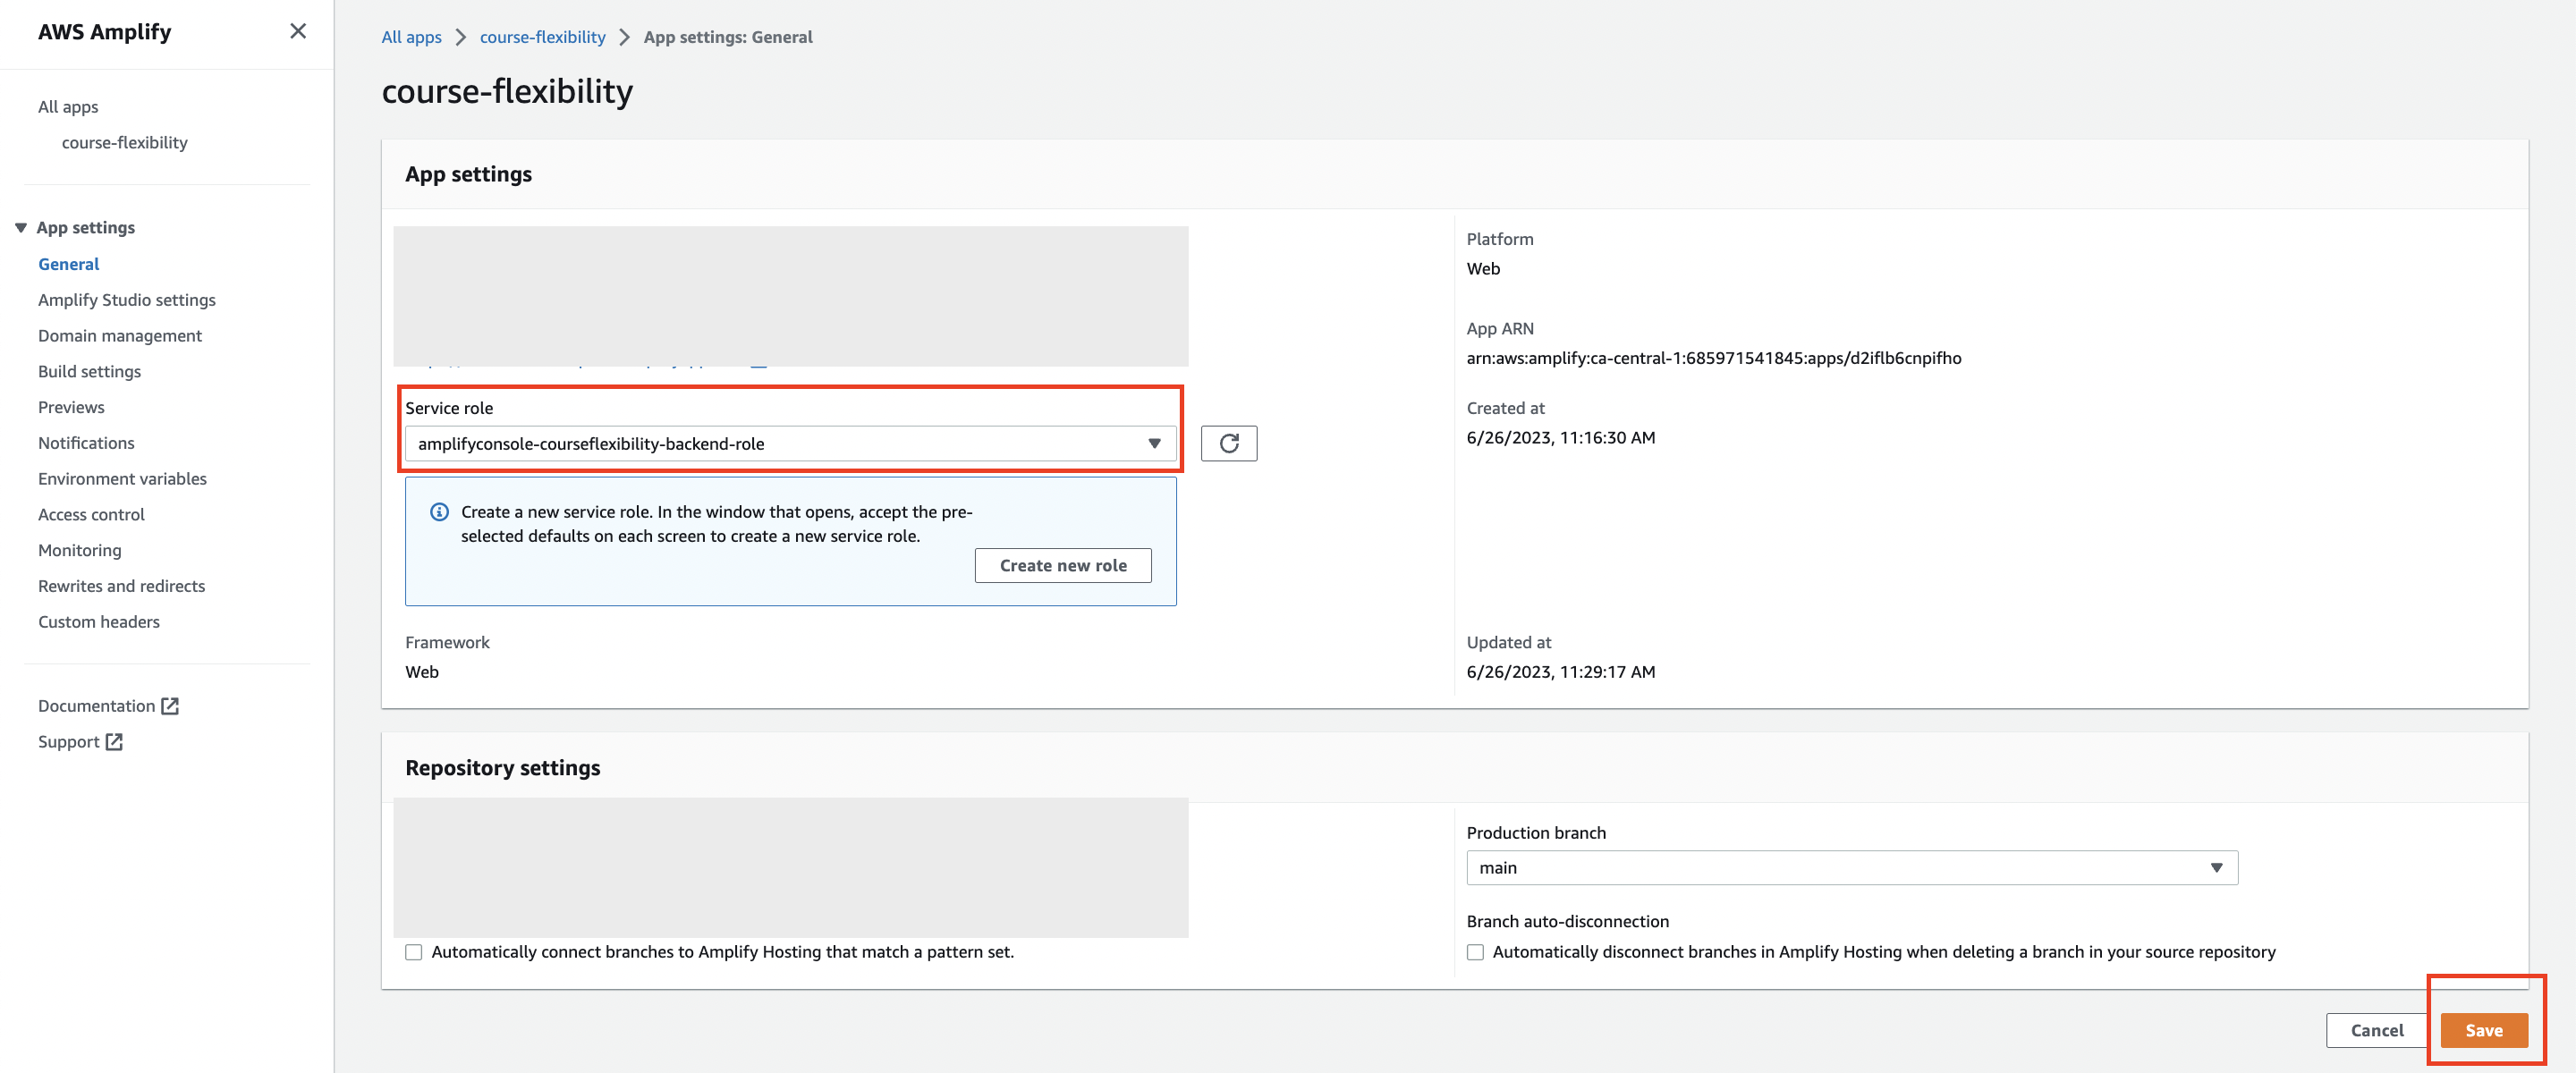 AWS Amplify
All apps
course-flexibility
App settings
General
Amplify Studio settings
Domain management
Build settings
Previews
Notifications
Environment variables
Access control
Monitoring
Rewrites and redirects
Custom headers
Documentation
Support
All apps
course-flexibility
App settings: General
course-flexibility
App settings
Service role
amplifyconsole-courseflexibility-backend-role
Create a new service role. In the window that opens, accept the pre-
selected defaults on each screen to create a new service role.
Create new role
Framework
Web
Platform
Web
App ARN
arn:aws:amplify:ca-central-1:685971541845:apps/d2iflb6cnpifho
Created at
6/26/2023, 11:16:30 AM
Updated at
6/26/2023, 11:29:17 AM
Repository settings
Automatically connect branches to Amplify Hosting that match a pattern set.
Production branch
main
Branch auto-disconnection
Automatically disconnect branches in Amplify Hosting when deleting a branch in your source repository
Cancel
Save